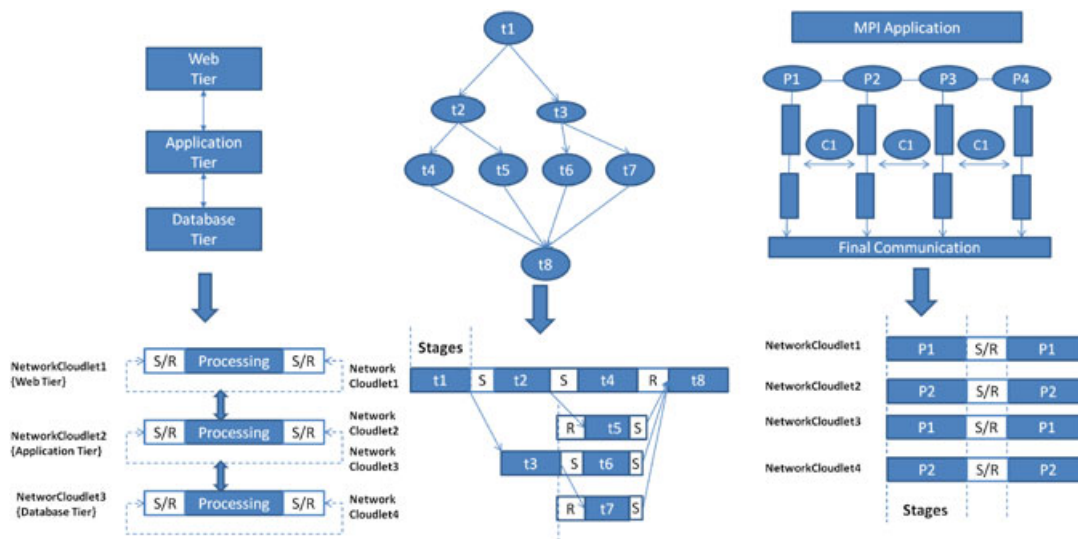 Web
Tier
Application
Tier
Database
Tier
S/R Processing S/R
NetworkCloudlet1
{Web Tier}
Network
Cloudlet1
S/R Processing S/R
NetworkCloudlet2
{Application Tier}
Network
Cloudlet2
Network
Cloudlet3
S/R Processing S/R
NetworCloudlet3
{Database Tier}
Network
Cloudlet4
t1
t2 t3
t4 t5 t6 t7
t8
Stages
t1 S t2 S t4 R t8
R t5 S
t3 S t6 S
R t7 S
MPI Application
P1 P2 P3 P4
C1 C1 C1
Final Communication
NetworkCloudlet1 P1 S/R P1
NetworkCloudlet2 P2 S/R P2
NetworkCloudlet3 P1 S/R P1
NetworkCloudlet4 P2 S/R P2
Stages